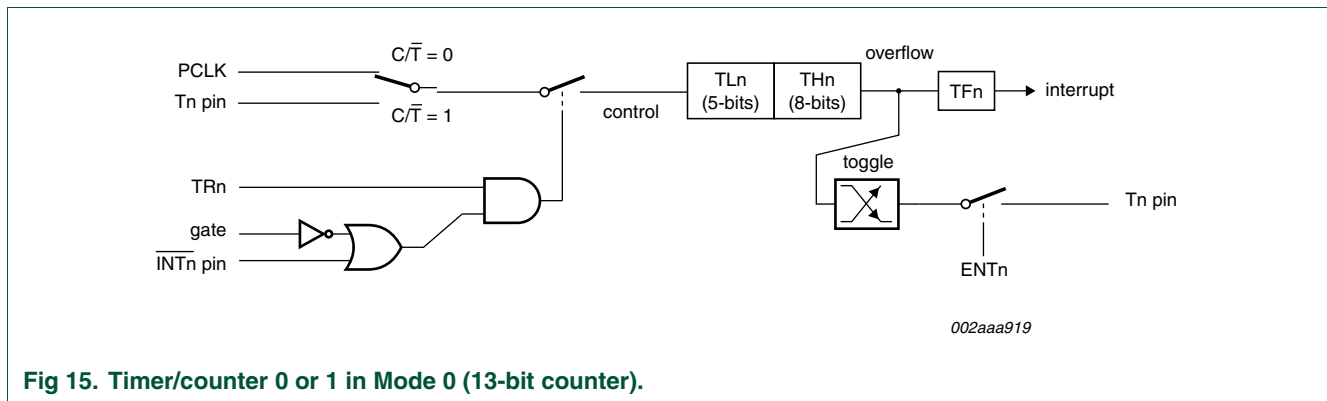 C/T̅ = 0
PCLK
Tn pin
C/T̅ = 1
control
TLn
(5-bits)
THn
(8-bits)
overflow
TFn
interrupt
toggle
Tn pin
ENTn
TRn
gate
I̅N̅T̅n̅ pin
002aaa919
Fig 15. Timer/counter 0 or 1 in Mode 0 (13-bit counter).